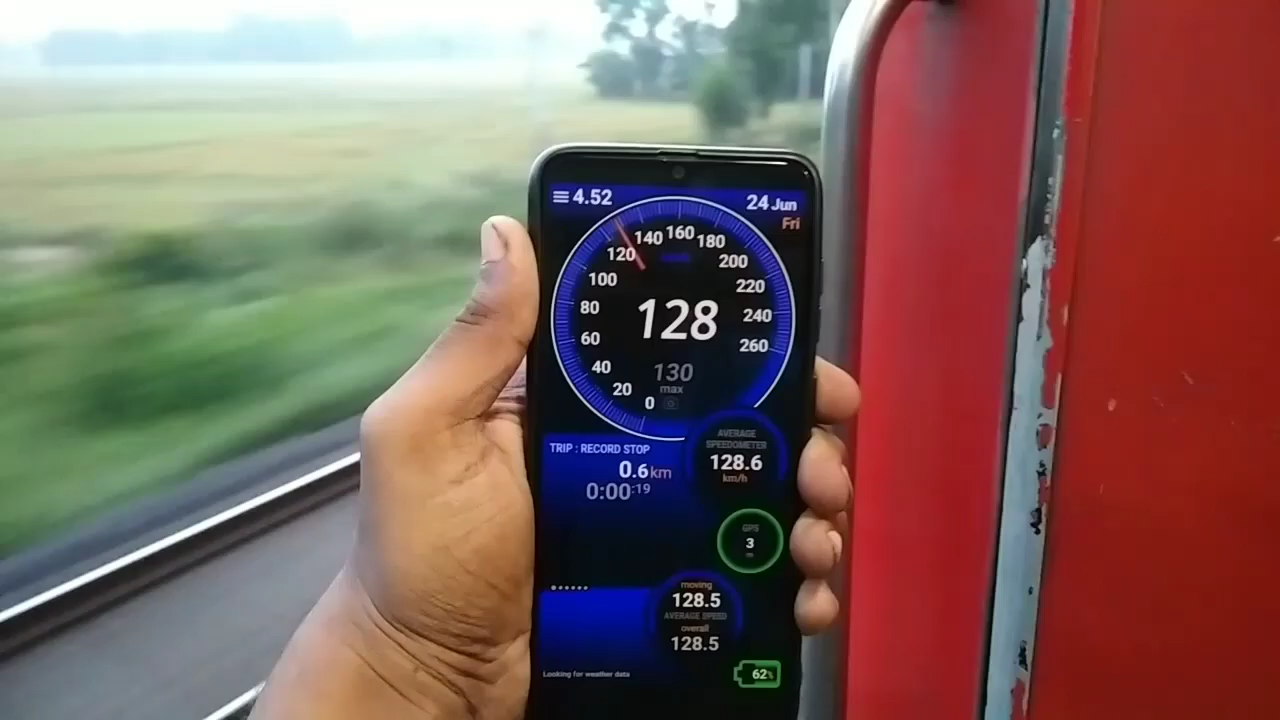 4.52
24 Jun
Fri
0
20
40
60
80
100
120
140
160
180
200
220
240
260
128
130
max
TRIP : RECORD STOP
0.6 km
0:00:19
AVERAGE
SPEEDOMETER
128.6
km/h
GPS
3
m
moving
128.5
AVERAGE SPEED
overall
128.5
Looking for weather data
62%